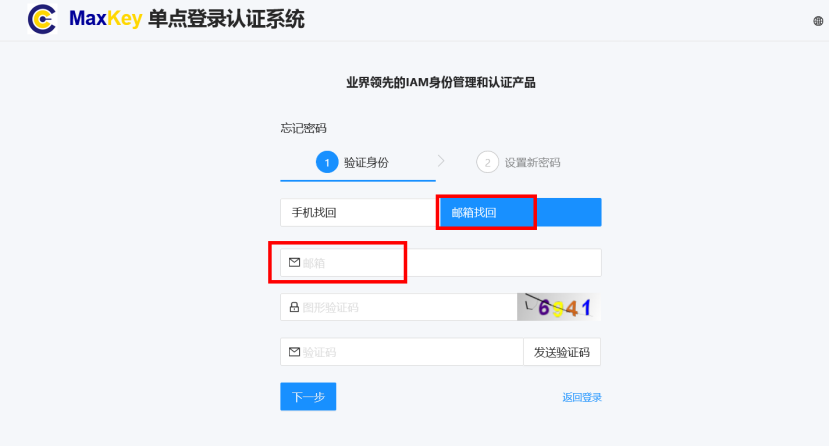 MaxKey 单点登录认证系统
业界领先的IAM身份管理和认证产品
忘记密码
1 验证身份 2 设置新密码
手机找回 邮箱找回
邮箱
图形验证码 6941
验证码 发送验证码
下一步 返回登录